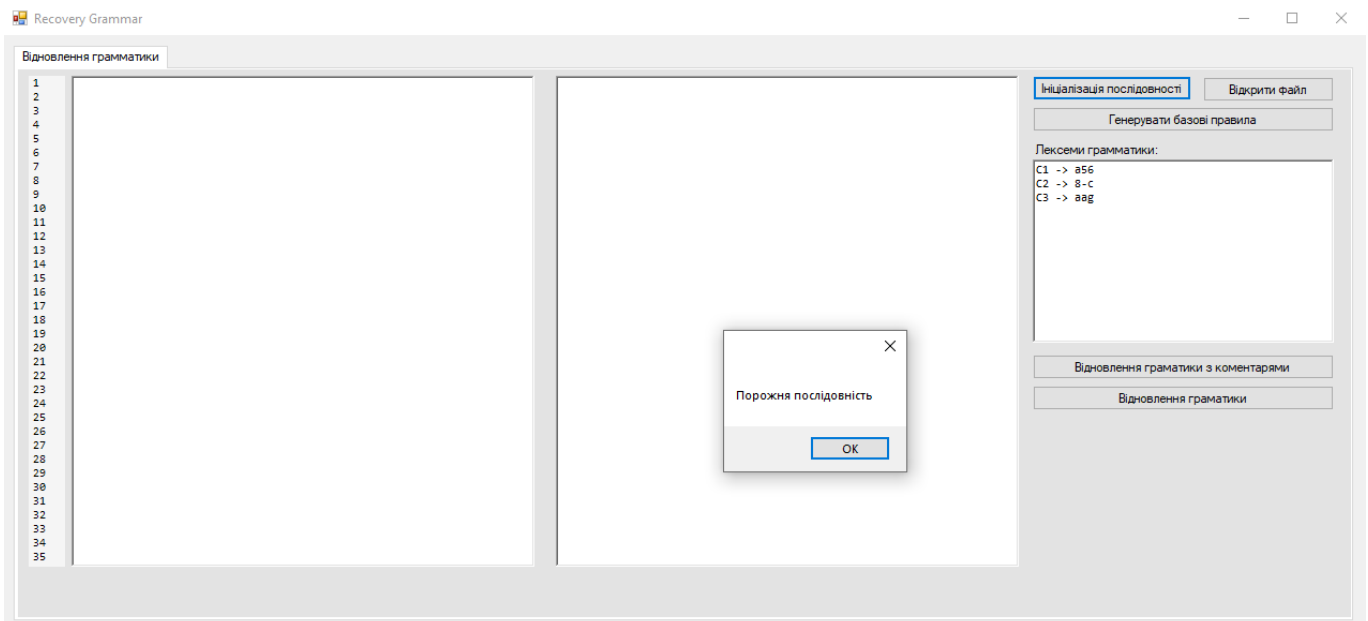 Recovery Grammar
Відновлення грамматики
1
2
3
4
5
6
7
8
9
10
11
12
13
14
15
16
17
18
19
20
21
22
23
24
25
26
27
28
29
30
31
32
33
34
35
Ініціалізація послідовності
Відкрити файл
Генерувати базові правила
Лексеми грамматики:
C1 -> a56
C2 -> 8-c
C3 -> aag
Порожня послідовність
OK
Відновлення граматики з коментарями
Відновлення граматики